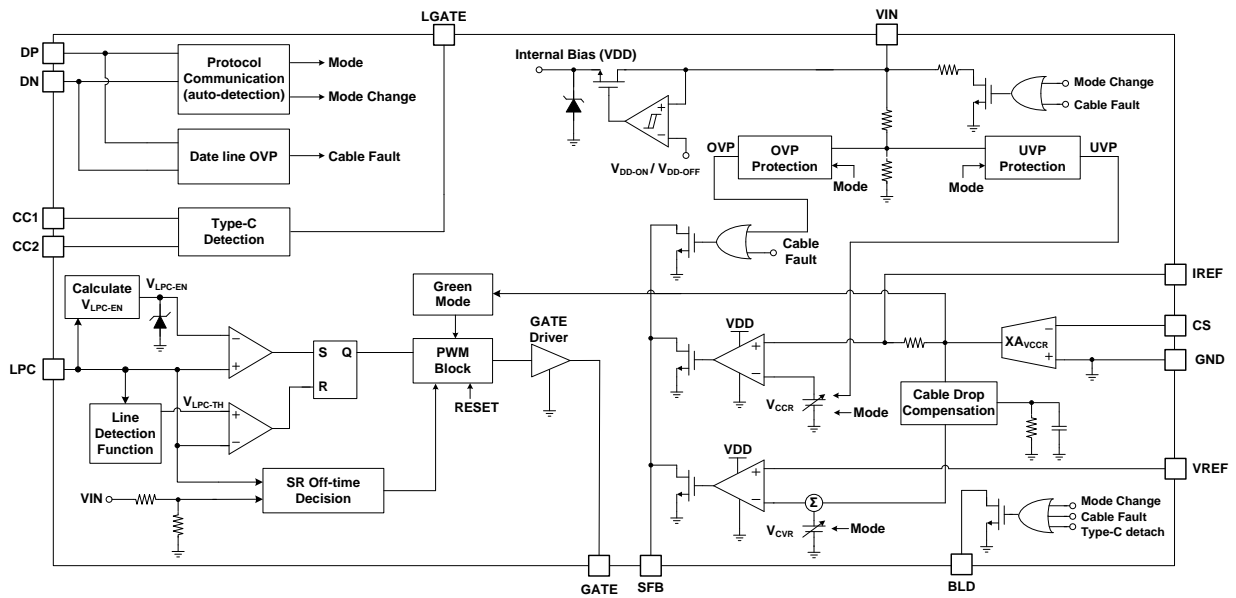 LGATE
VIN
DP
DN
Protocol
Communication
(auto-detection)
Mode
Mode Change
Date line OVP
Cable Fault
Internal Bias (VDD)
+
−
VDD-ON / VDD-OFF
Mode Change
Cable Fault
OVP
OVP
Protection
Mode
UVP
Protection
UVP
Mode
CC1
CC2
Type-C
Detection
Cable
Fault
Calculate
VLPC-EN
VLPC-EN
Green
Mode
IREF
CS
GND
XAVCCR
−
+
LPC
−
+
S
Q
R
PWM
Block
GATE
Driver
RESET
VDD
+
−
VCCR
Mode
Cable Drop
Compensation
Line
Detection
Function
VLPC-TH
+
−
SR Off-time
Decision
VIN
VDD
+
−
Σ
VCVR
Mode
VREF
Mode Change
Cable Fault
Type-C detach
GATE
SFB
BLD